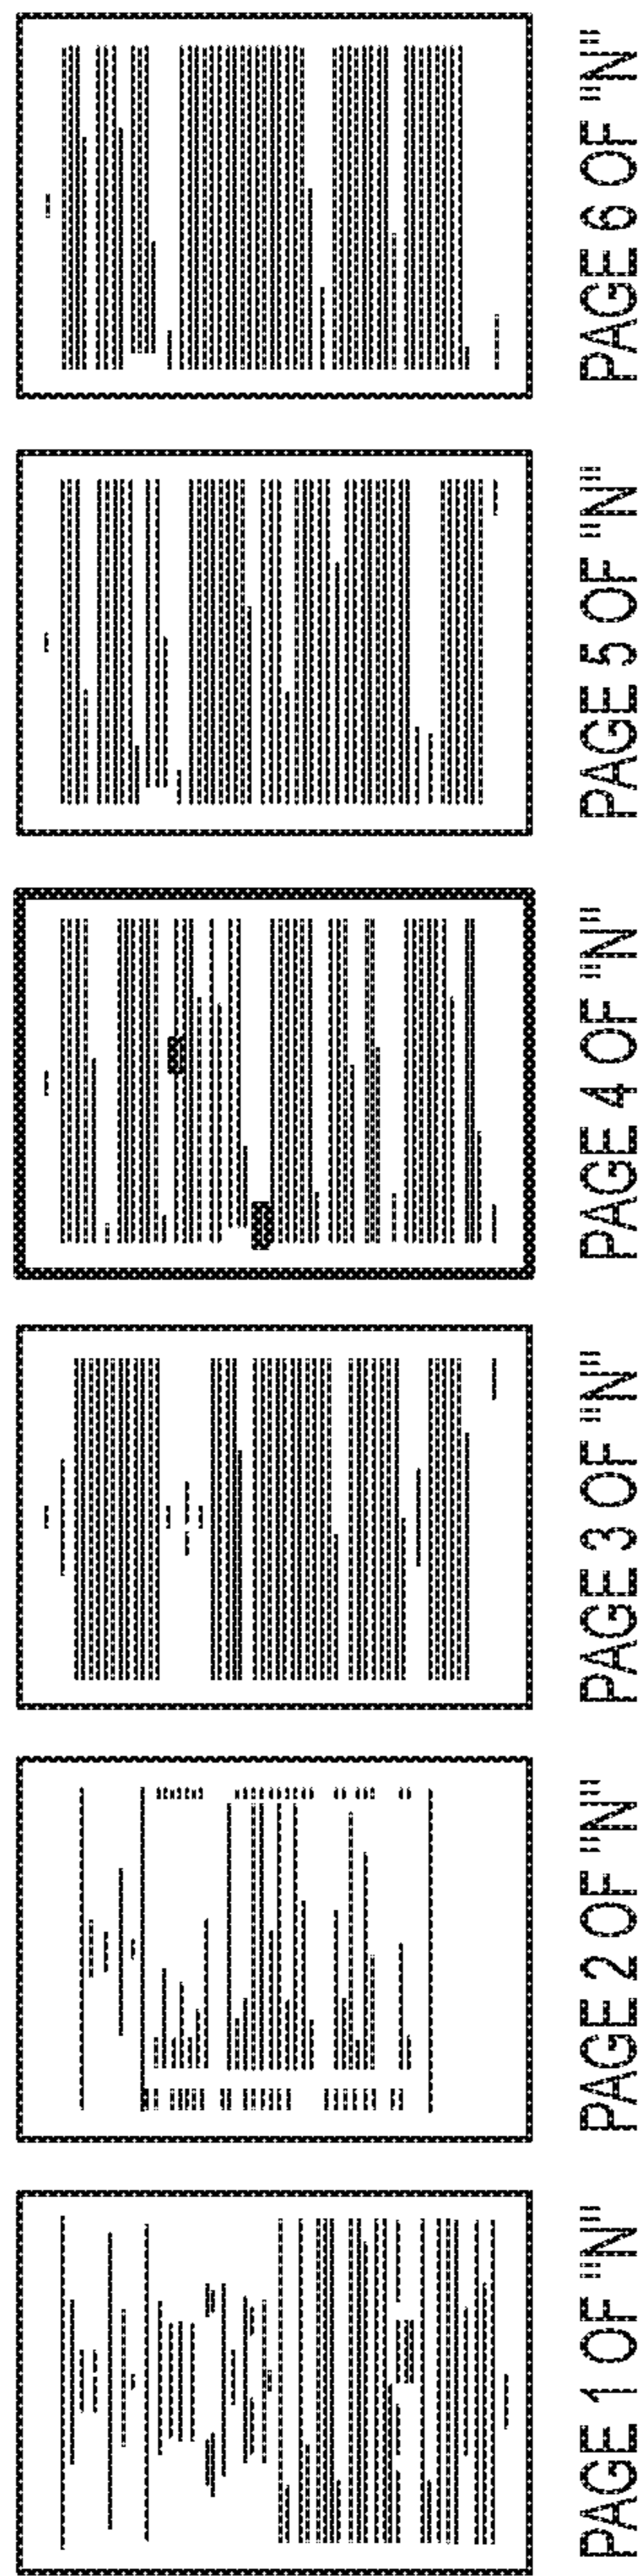 PAGE 1 OF "N"
PAGE 2 OF "N"
PAGE 3 OF "N"
PAGE 4 OF "N"
PAGE 5 OF "N"
PAGE 6 OF "N"